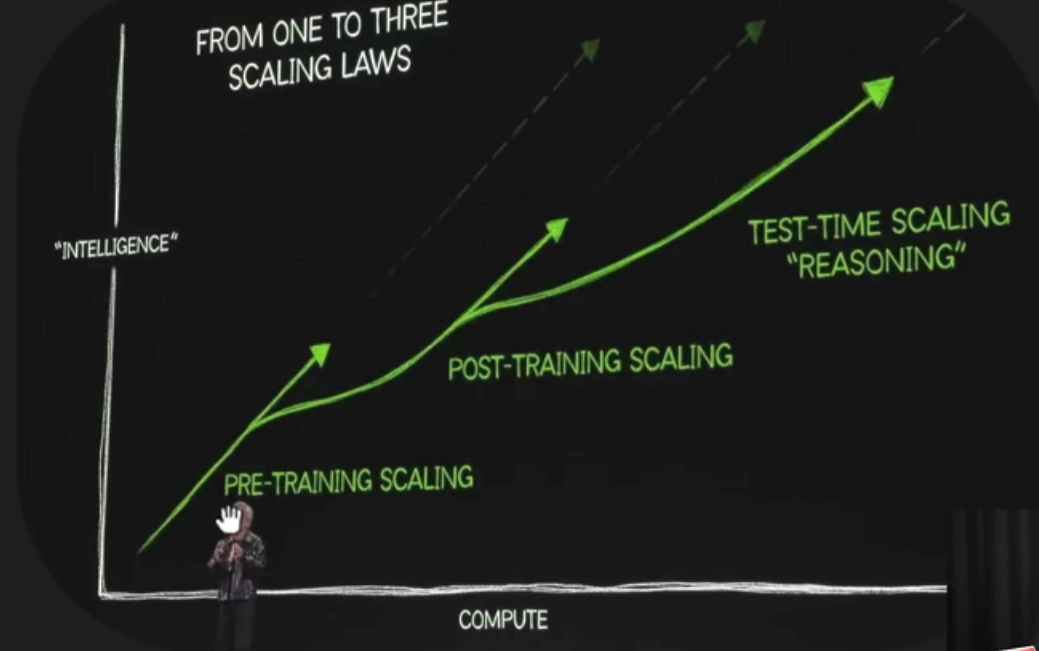 FROM ONE TO THREE
SCALING LAWS
"INTELLIGENCE"
TEST-TIME SCALING
"REASONING"
POST-TRAINING SCALING
PRE-TRAINING SCALING
COMPUTE